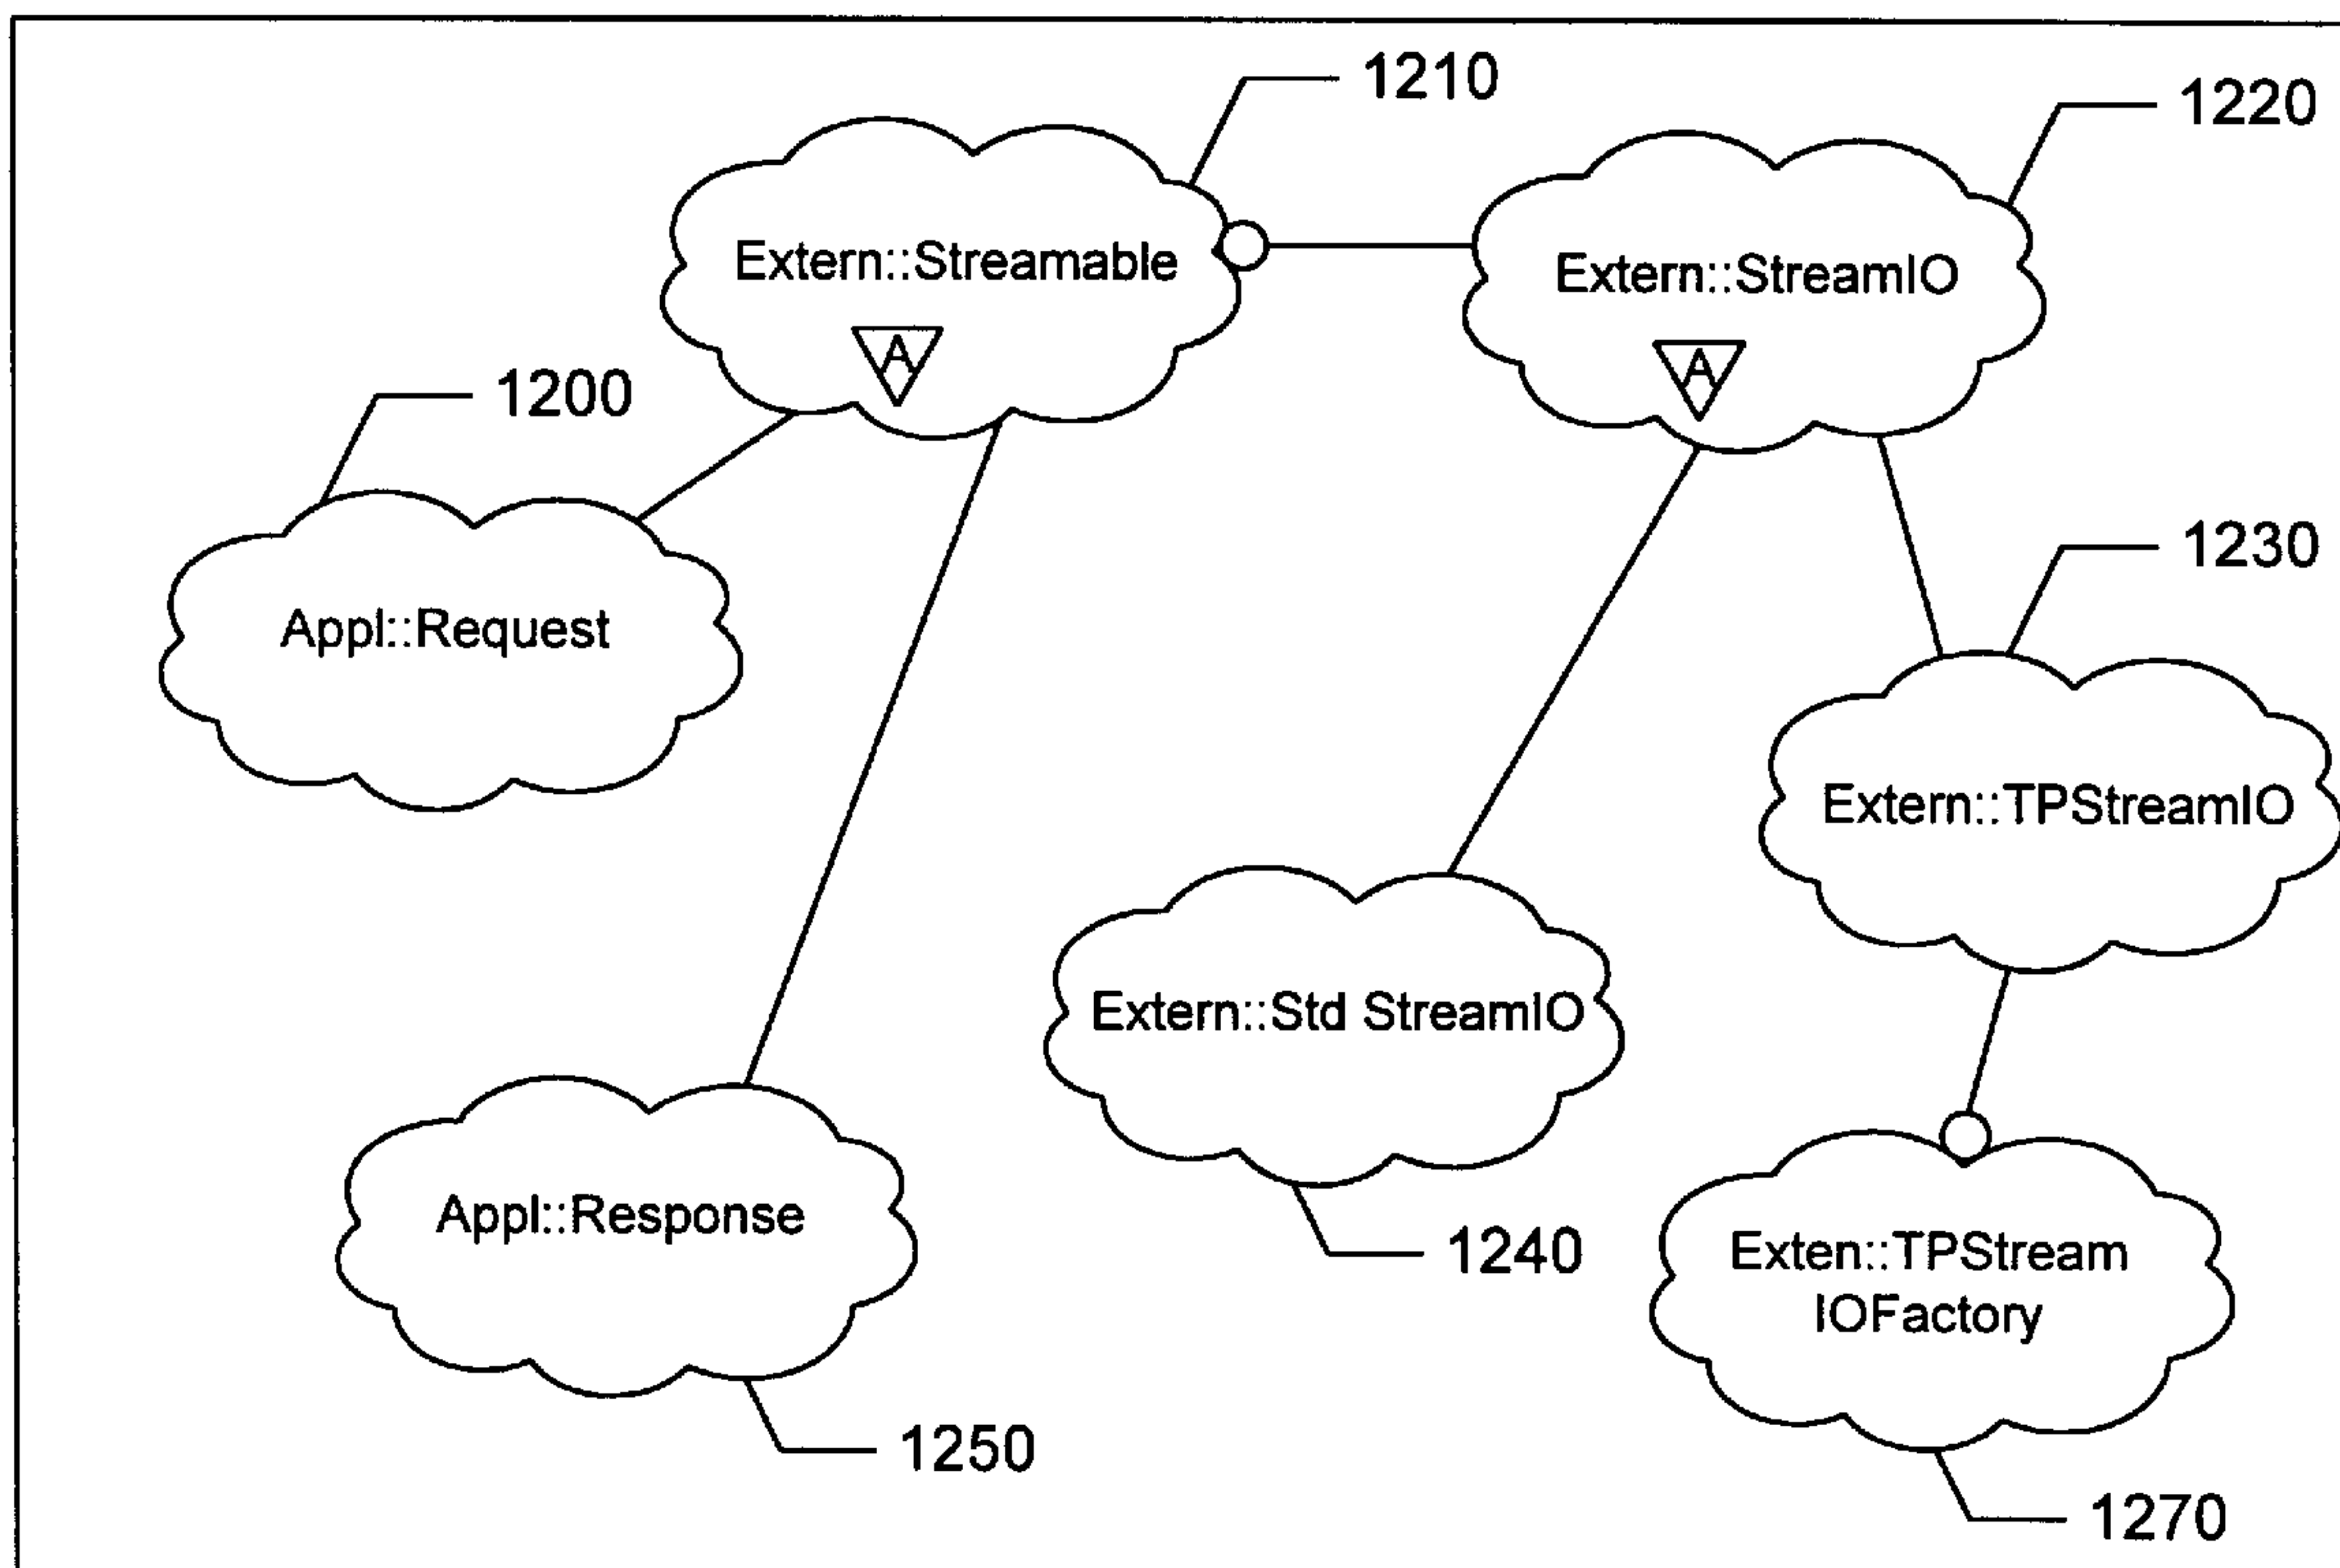 1210
1220
Extern::Streamable
Extern::StreamIO
A
A
1200
1230
Appl::Request
Extern::TPStreamIO
Extern::Std StreamIO
Appl::Response
1240
Exten::TPStream
IOFactory
1250
1270